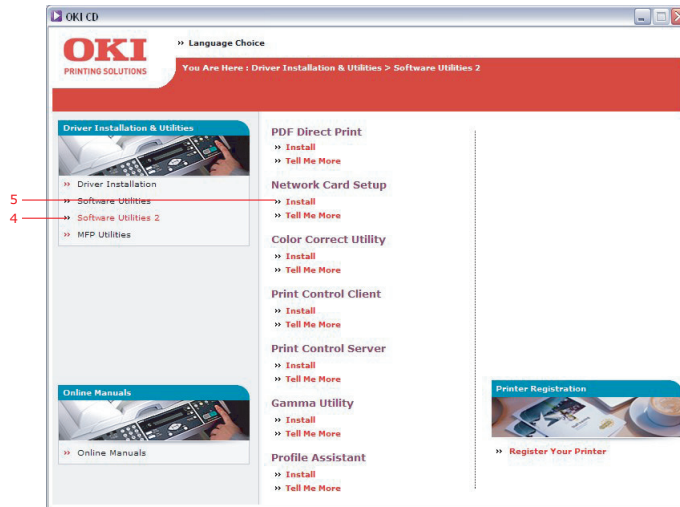 OKI CD
OKI
PRINTING SOLUTIONS
» Language Choice
You Are Here : Driver Installation & Utilities > Software Utilities 2
Driver Installation & Utilities
» Driver Installation
» Software Utilities
» Software Utilities 2
» MFP Utilities
5
4
Online Manuals
» Online Manuals
PDF Direct Print
» Install
» Tell Me More
Network Card Setup
» Install
» Tell Me More
Color Correct Utility
» Install
» Tell Me More
Print Control Client
» Install
» Tell Me More
Print Control Server
» Install
» Tell Me More
Gamma Utility
» Install
» Tell Me More
Profile Assistant
» Install
» Tell Me More
Printer Registration
» Register Your Printer